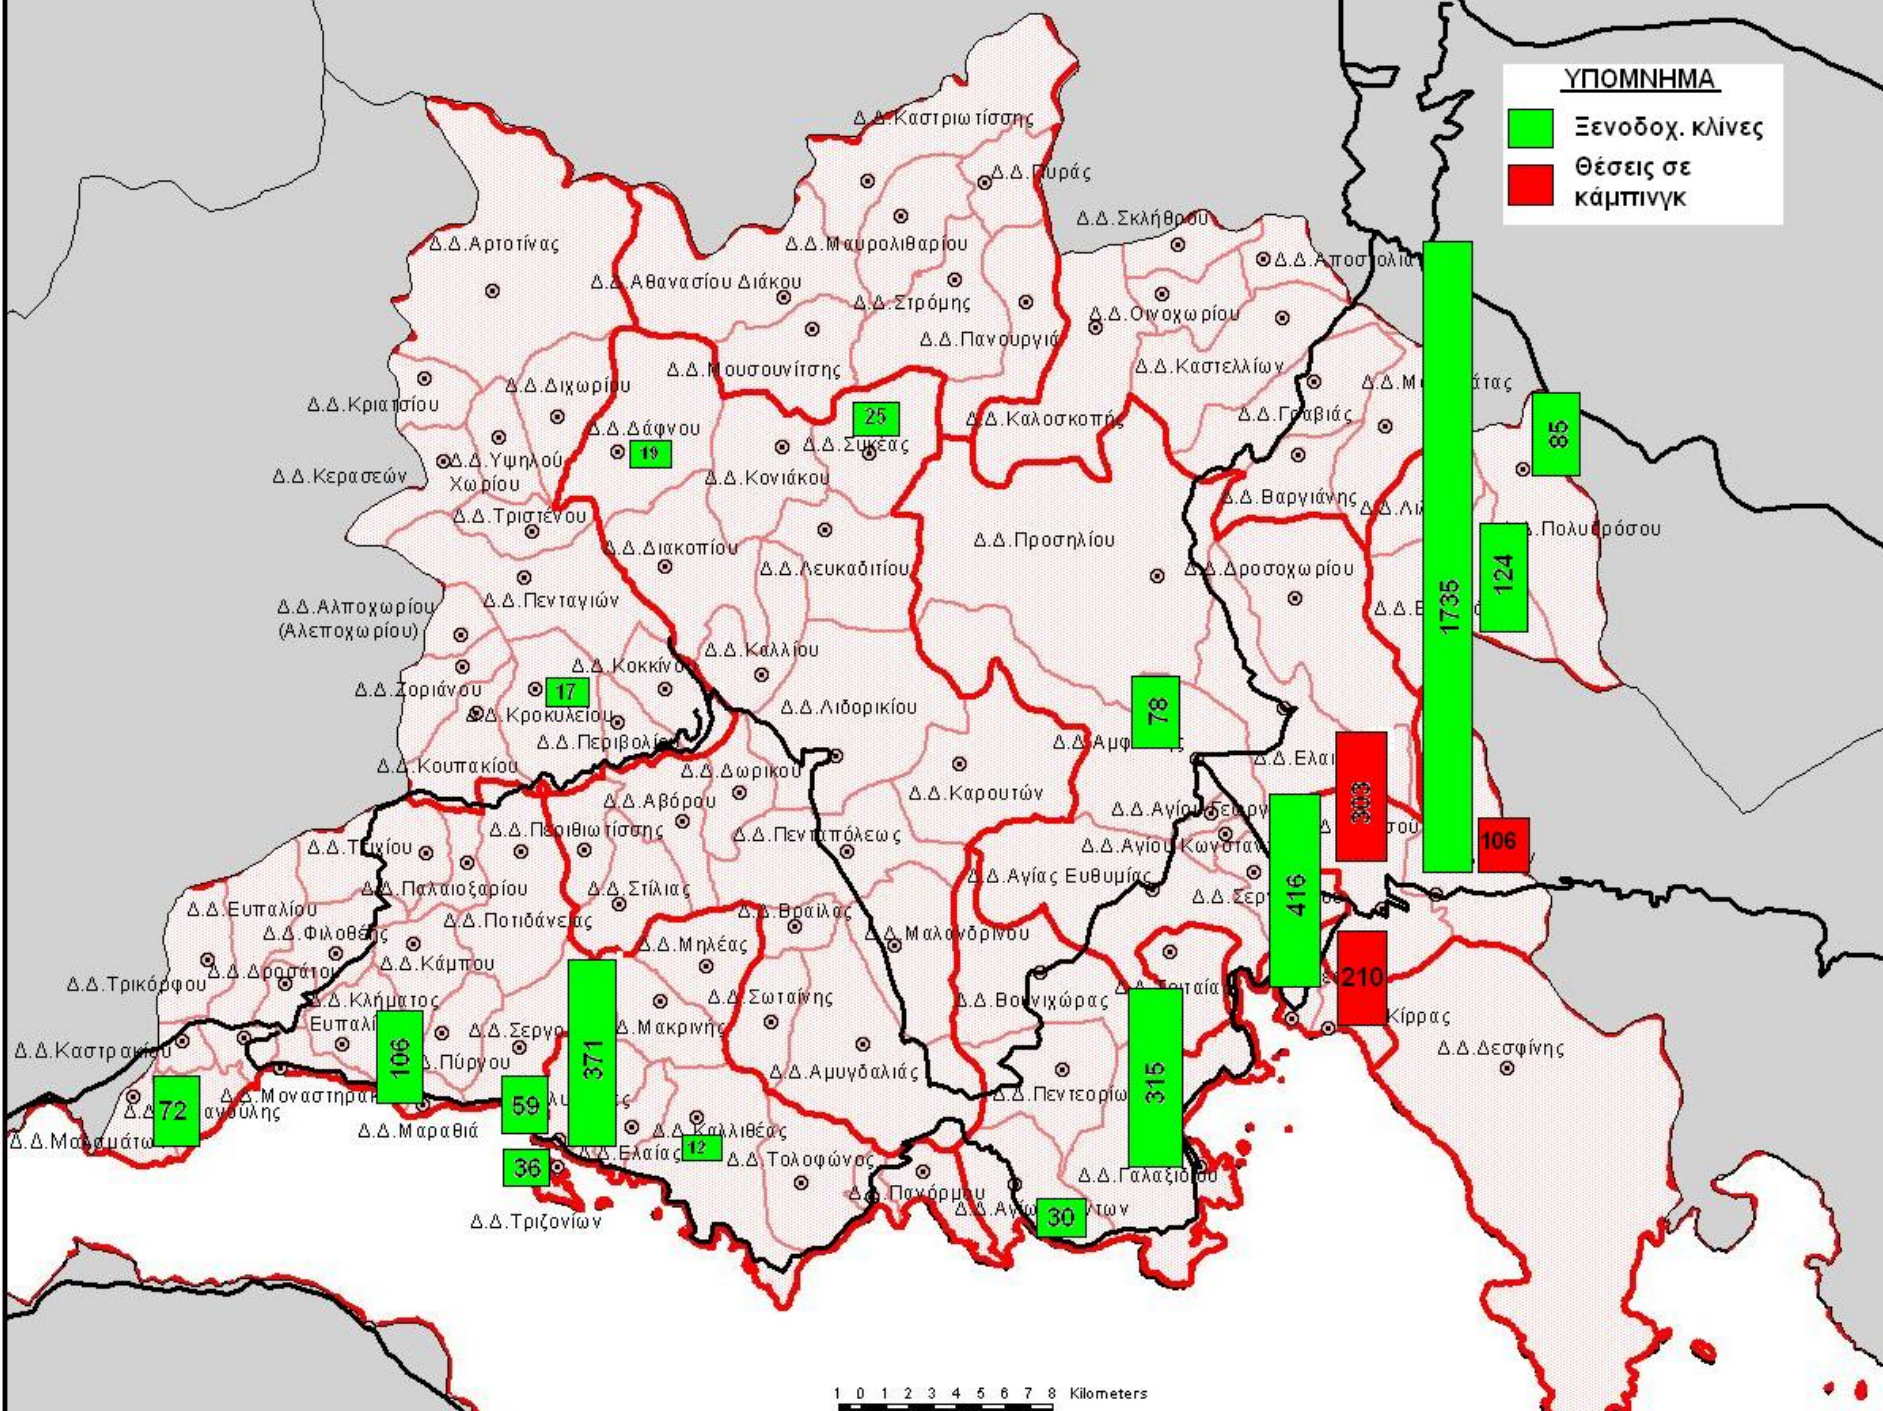 ΥΠΟΜΝΗΜΑ
Ξενοδοχ. κλίνες
Θέσεις σε
κάμπινγκ
Δ.Δ.Καστριωτίσσης
Δ.Δ.Πυράς
Δ.Δ.Σκλήθρου
Δ.Δ.Αρτοτίνας
Δ.Δ.Μαυρολιθαρίου
Δ.Δ.Αθανασίου Διάκου
Δ.Δ.Στρόμης
Δ.Δ.Οινοχωρίου
Δ.Δ.Πανουργιά
Δ.Δ.Μουσουνίτσης
Δ.Δ.Καστελλίων
Δ.Δ.Διχωρίου
Δ.Δ.Κριατσίου
Δ.Δ.Γραβιάς
Δ.Δ.Καλοσκοπής
25
85
Δ.Δ.Δάφνου
19
Δ.Δ.Συκέας
Δ.Δ.Υψηλού
Χωρίου
Δ.Δ.Κερασεών
Δ.Δ.Κονιάκου
Δ.Δ.Βαργιάνης
Δ.Δ.Τριστένου
Δ.Πολυδρόσου
Δ.Δ.Προσηλίου
Δ.Δ.Διακοπίου
Δ.Δ.Λευκαδιτίου
Δ.Δ.Δροσοχωρίου
124
1735
Δ.Δ.Πενταγιών
Δ.Δ.Αλποχωρίου
(Αλεποχωρίου)
Δ.Δ.Καλλίου
Δ.Δ.Κοκκίνου
Δ.Δ.Ζοριάνου
17
Δ.Δ.Λιδορικίου
78
Δ.Δ.Κροκυλείου
Δ.Δ.Περιβολίου
Δ.Δ.Κουπακίου
Δ.Δ.Δωρικού
Δ.Δ.Καρουτών
Δ.Δ.Αβόρου
303
Δ.Δ.Περιθιωτίσσης
Δ.Δ.Πενταπόλεως
106
Δ.Δ.Τειχίου
Δ.Δ.Αγίας Ευθυμίας
Δ.Δ.Παλαιοξαρίου
Δ.Δ.Στίλιας
416
Δ.Δ.Ευπαλίου
Δ.Δ.Ποτιδάνειας
Δ.Δ.Βραίλας
Δ.Δ.Φιλοθέης
Δ.Δ.Μηλέας
Δ.Δ.Μαλανδρίνου
Δ.Δ.Κάμπου
Δ.Δ.Τρικόρφου
Δ.Δ.Δροσάτου
210
Δ.Δ.Κλήματος
Δ.Δ.Σωταίνης
Δ.Δ.Βουνιχώρας
Κίρρας
Δ.Μακρινής
Δ.Δ.Καστρακίου
Δ.Δ.Δεσφίνης
106
371
315
Δ.Πύργου
Δ.Δ.Αμυγδαλιάς
72
Δ.Δ.Πεντεορίων
59
Δ.Δ.Μαραθιά
Δ.Δ.Καλλιθέας
12
Δ.Δ.Ελαίας
Δ.Δ.Τολοφώνος
36
Δ.Δ.Γαλαξιδίου
Δ.Δ.Πανόρμου
30
Δ.Δ.Τριζονίων
1 0 1 2 3 4 5 6 7 8 Kilometers